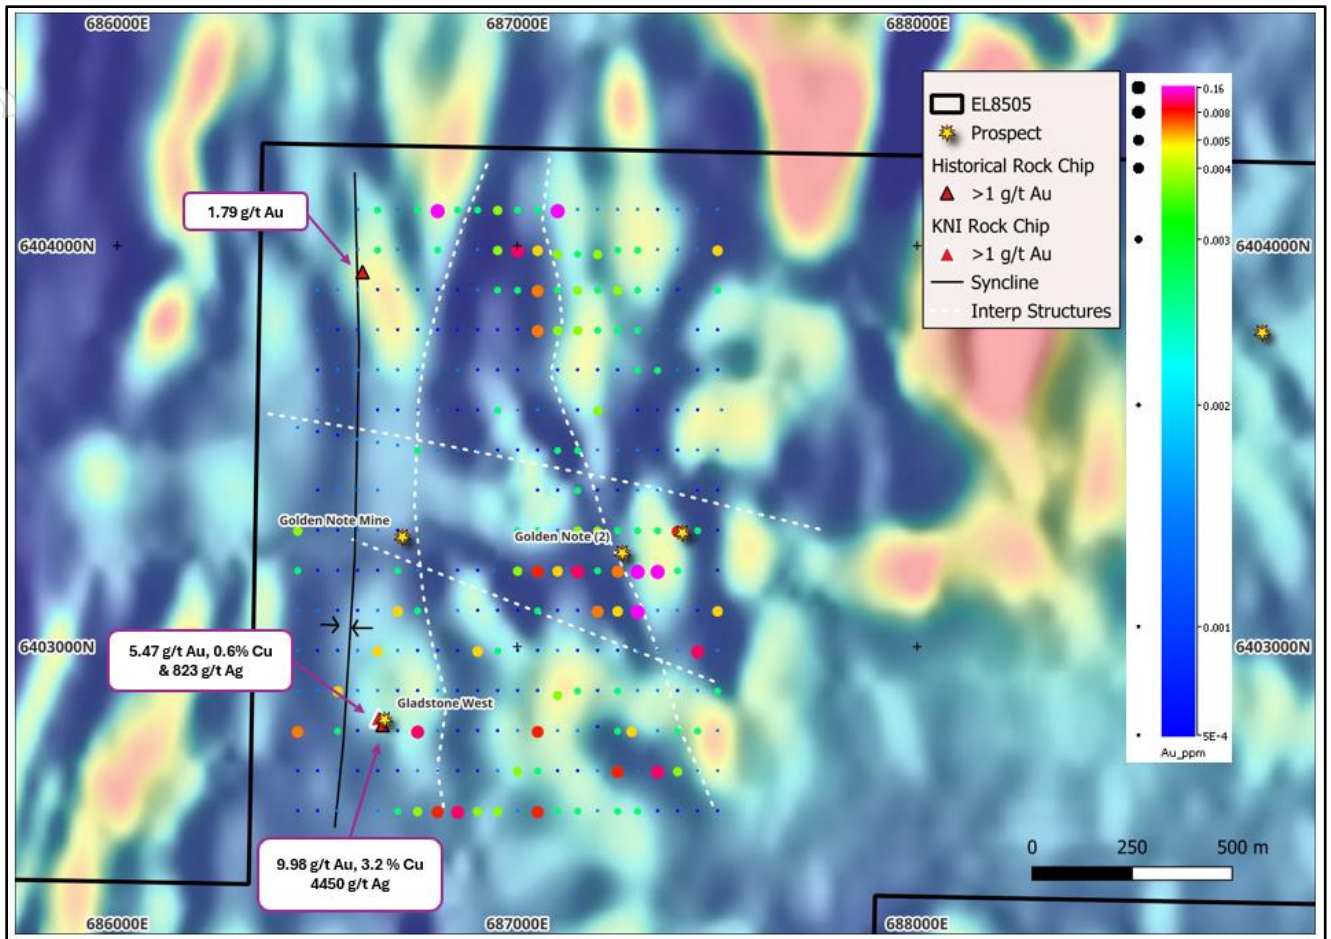 686000E
687000E
688000E
EL8505
Prospect
Historical Rock Chip
>1 g/t Au
KNI Rock Chip
>1 g/t Au
Syncline
Interp Structures
0.16
0.008
0.005
0.004
0.003
0.002
0.001
5E-4
Au_ppm
1.79 g/t Au
6404000N
6404000N
Golden Note Mine
Golden Note (2)
6403000N
6403000N
5.47 g/t Au, 0.6% Cu
& 823 g/t Ag
Gladstone West
9.98 g/t Au, 3.2 % Cu
4450 g/t Ag
0
250
500 m
686000E
687000E
688000E